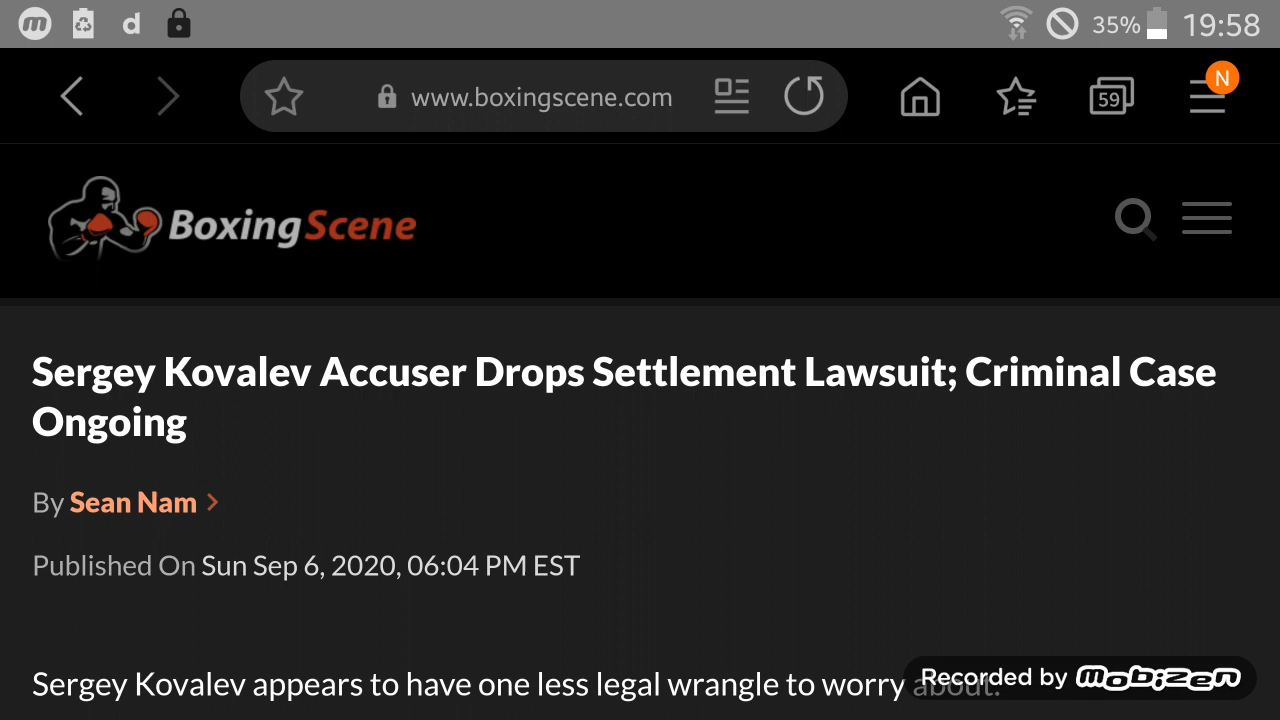 35% 19:58
www.boxingscene.com 59 N
BoxingScene
Sergey Kovalev Accuser Drops Settlement Lawsuit; Criminal Case
Ongoing
By Sean Nam
Published On Sun Sep 6, 2020, 06:04 PM EST
Sergey Kovalev appears to have one less legal wrangle to worry about.
Recorded by mobizen